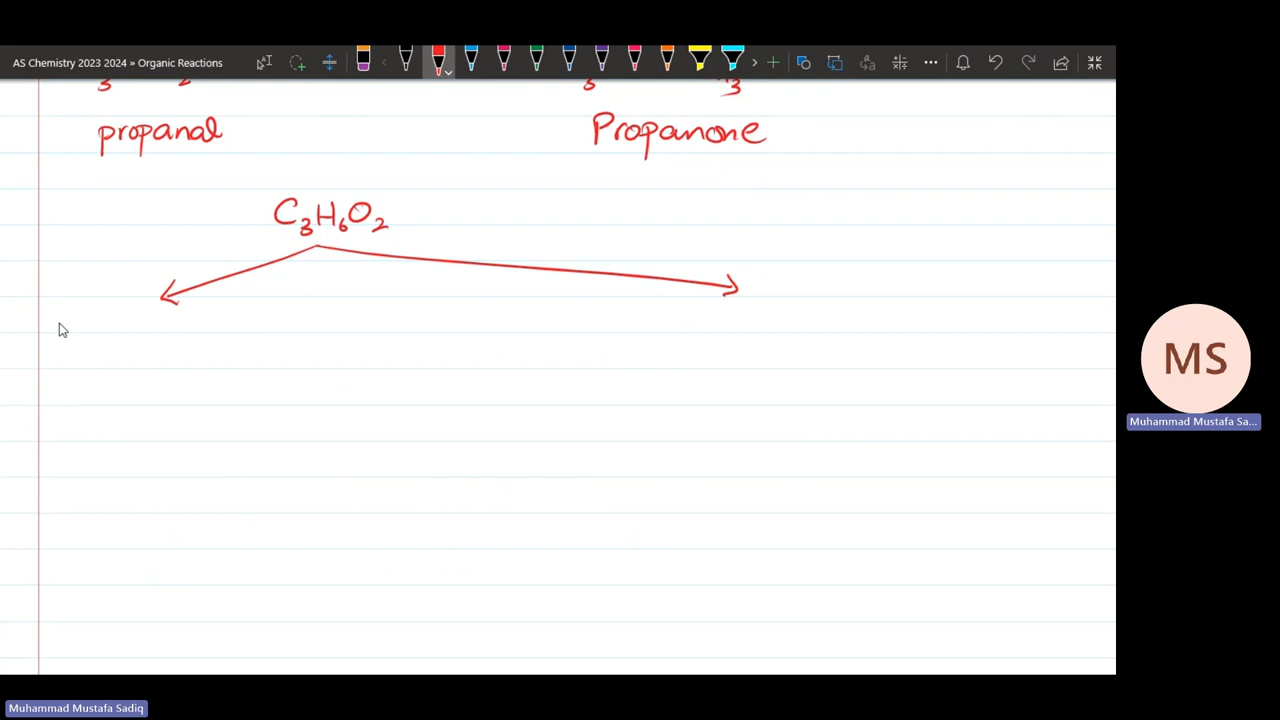 AS Chemistry 2023 2024 » Organic Reactions
propanal
Propanone
C₃H₆O₂
MS
Muhammad Mustafa Sa...
Muhammad Mustafa Sadiq